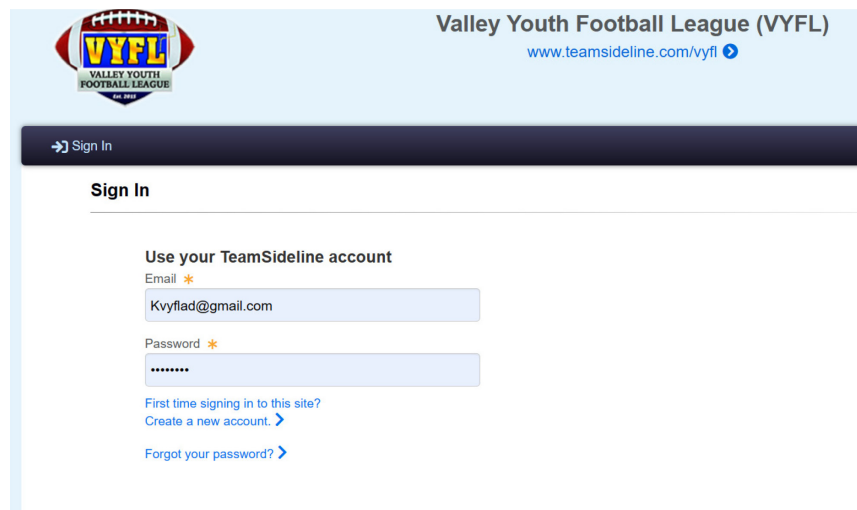 VYFL
VALLEY YOUTH
FOOTBALL LEAGUE
Est. 2013
Valley Youth Football League (VYFL)
www.teamsideline.com/vyfl
Sign In
Sign In
Use your TeamSideline account
Email *
Kvyflad@gmail.com
Password *
••••••••
First time signing in to this site?
Create a new account.
Forgot your password?